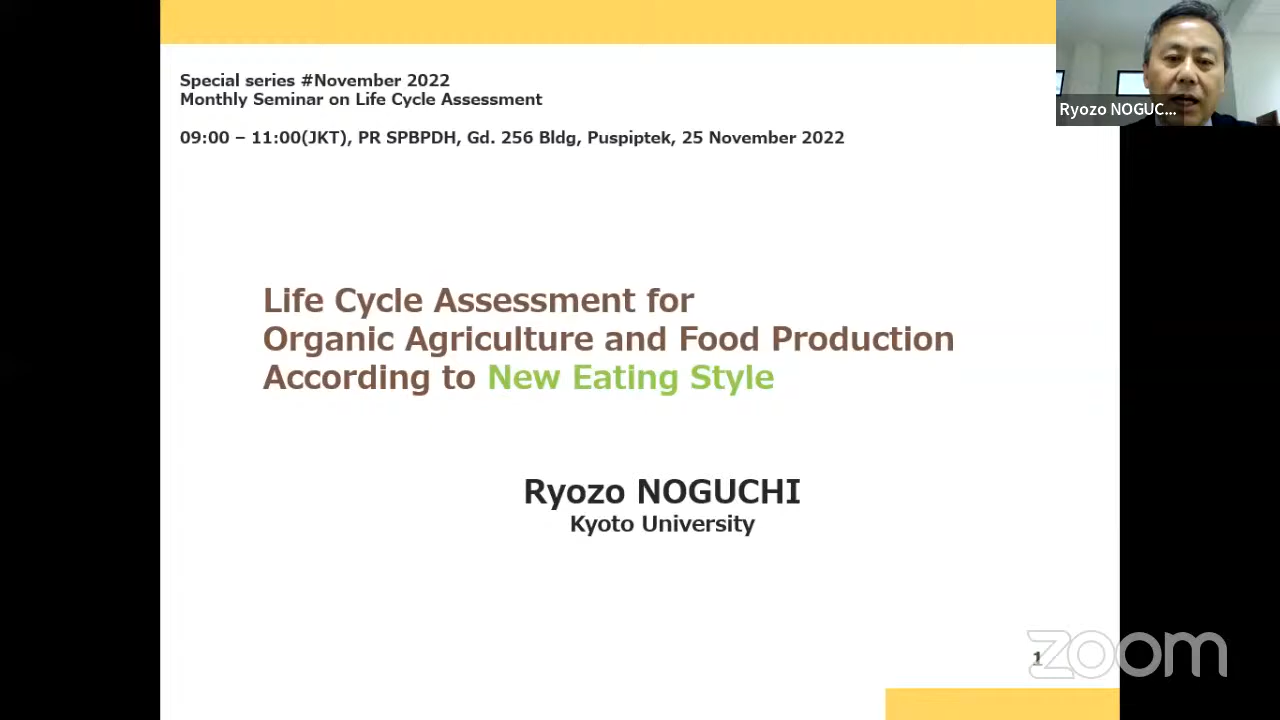 Special series #November 2022
Monthly Seminar on Life Cycle Assessment
09:00 – 11:00(JKT), PR SPBPDH, Gd. 256 Bldg, Puspiptek, 25 November 2022
Ryozo NOGUC...
Life Cycle Assessment for
Organic Agriculture and Food Production
According to New Eating Style
Ryozo NOGUCHI
Kyoto University
1
zoom